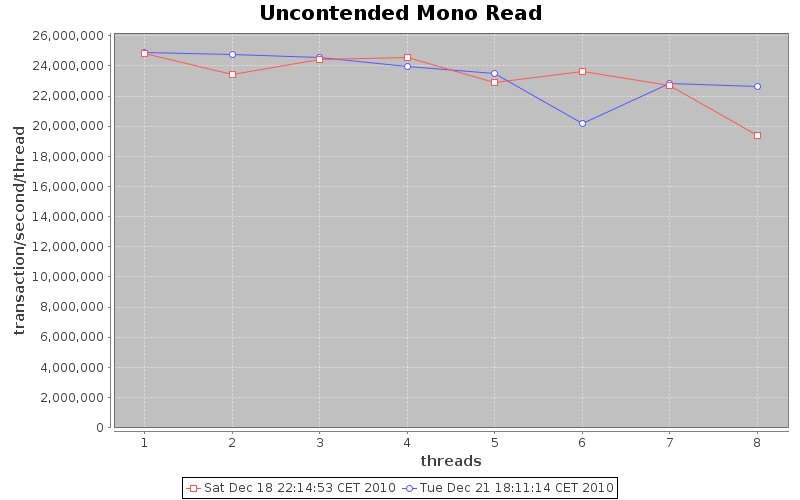 Uncontended Mono Read
transaction/second/thread
26,000,000
24,000,000
22,000,000
20,000,000
18,000,000
16,000,000
14,000,000
12,000,000
10,000,000
8,000,000
6,000,000
4,000,000
2,000,000
0
1 2 3 4 5 6 7 8
threads
Sat Dec 18 22:14:53 CET 2010 Tue Dec 21 18:11:14 CET 2010